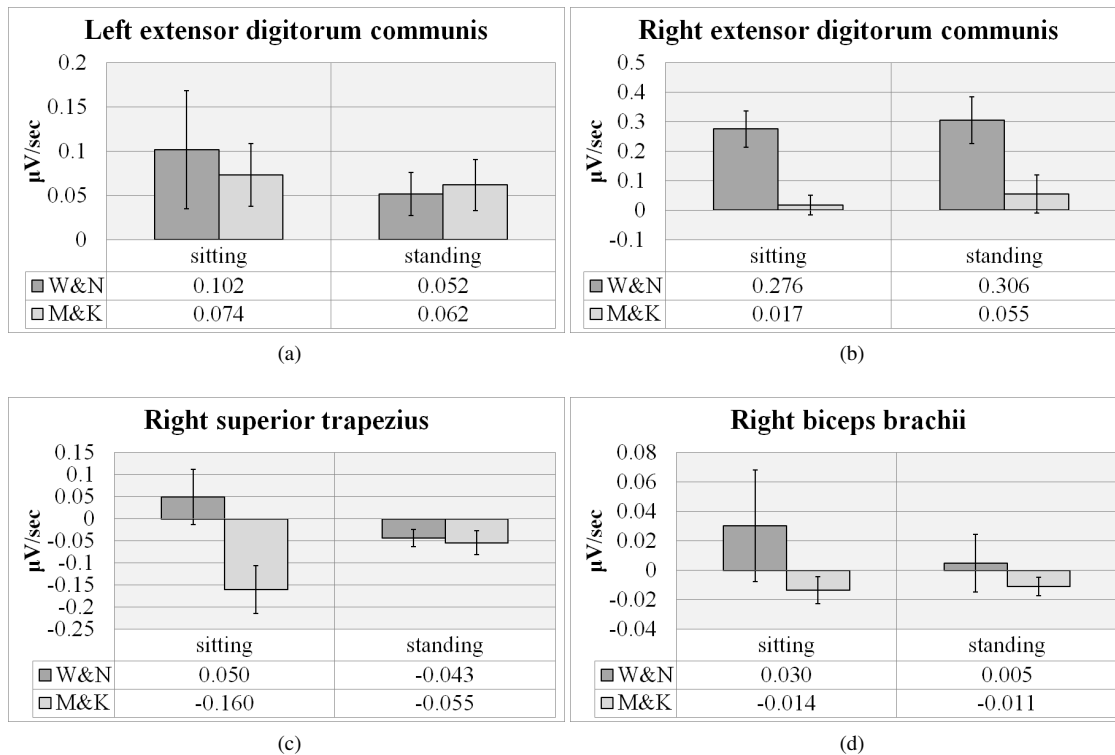 Left extensor digitorum communis
0.2
0.15
0.1
0.05
0
µV/sec
sitting standing
W&N 0.102 0.052
M&K 0.074 0.062
(a)
Right extensor digitorum communis
0.5
0.4
0.3
0.2
0.1
0
-0.1
µV/sec
sitting standing
W&N 0.276 0.306
M&K 0.017 0.055
(b)
Right superior trapezius
0.15
0.1
0.05
0
-0.05
-0.1
-0.15
-0.2
-0.25
µV/sec
sitting standing
W&N 0.050 -0.043
M&K -0.160 -0.055
(c)
Right biceps brachii
0.08
0.06
0.04
0.02
0
-0.02
-0.04
µV/sec
sitting standing
W&N 0.030 0.005
M&K -0.014 -0.011
(d)